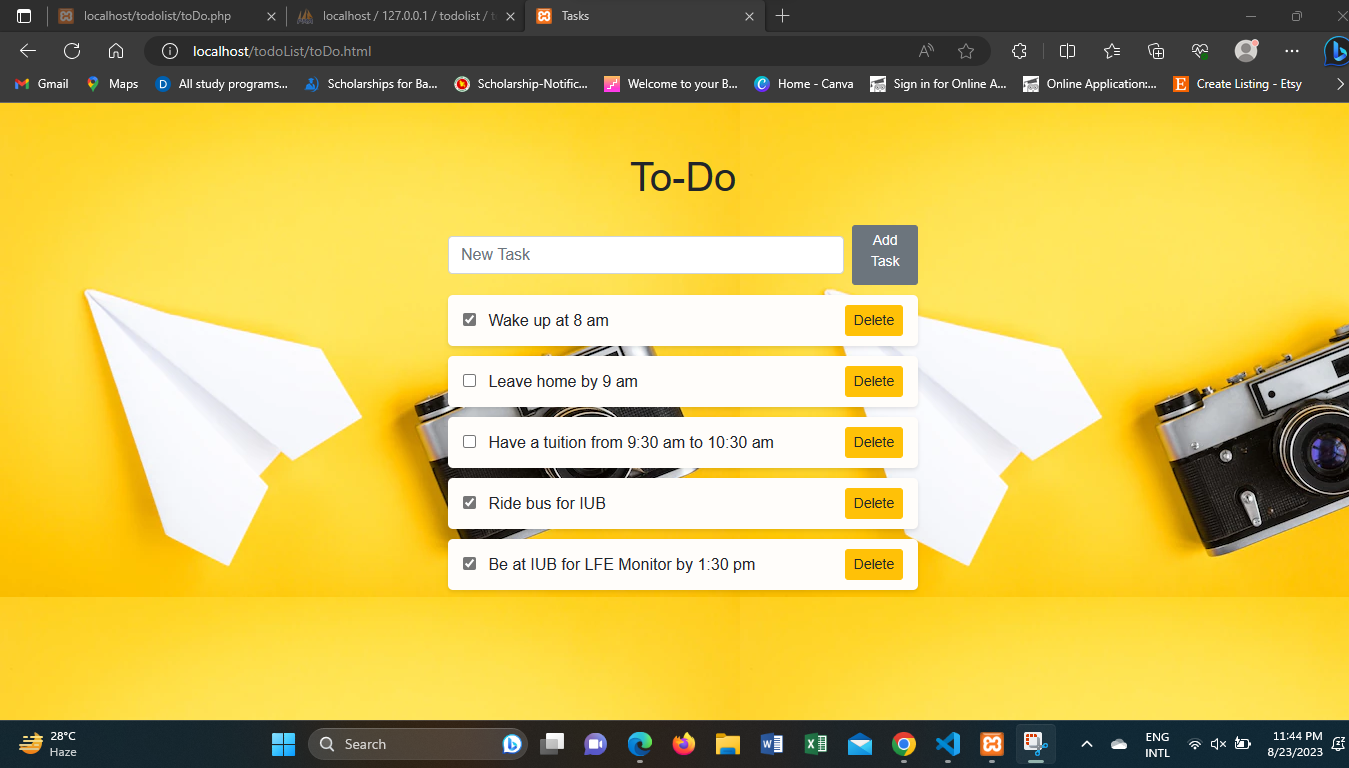 localhost/todolist/toDo.php
localhost / 127.0.0.1 / todolist /
Tasks
localhost/todoList/toDo.html
Gmail
Maps
All study programs...
Scholarships for Ba...
Scholarship-Notific...
Welcome to your B...
Home - Canva
Sign in for Online A...
Online Application:...
Create Listing - Etsy
To-Do
New Task
Add
Task
Wake up at 8 am
Delete
Leave home by 9 am
Delete
Have a tuition from 9:30 am to 10:30 am
Delete
Ride bus for IUB
Delete
Be at IUB for LFE Monitor by 1:30 pm
Delete
28°C
Haze
Search
ENG
INTL
11:44 PM
8/23/2023